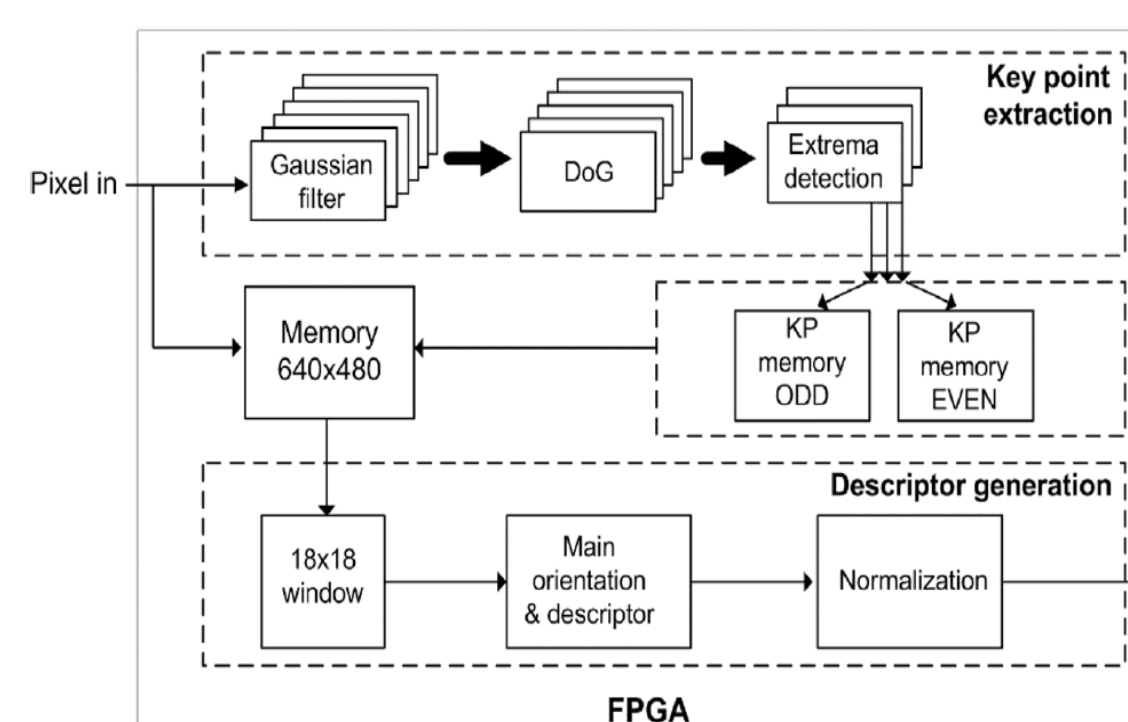 Key point
extraction
Gaussian
filter
DoG
Extrema
detection
Pixel in
Memory
640x480
KP
memory
ODD
KP
memory
EVEN
Descriptor generation
18x18
window
Main
orientation
& descriptor
Normalization
FPGA